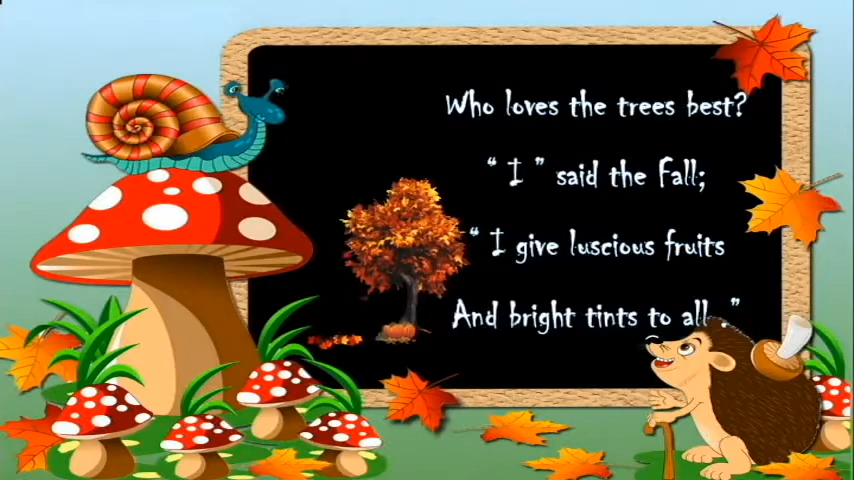 Who loves the trees best?
“ I ” said the Fall;
“ I give luscious fruits
And bright tints to all.”